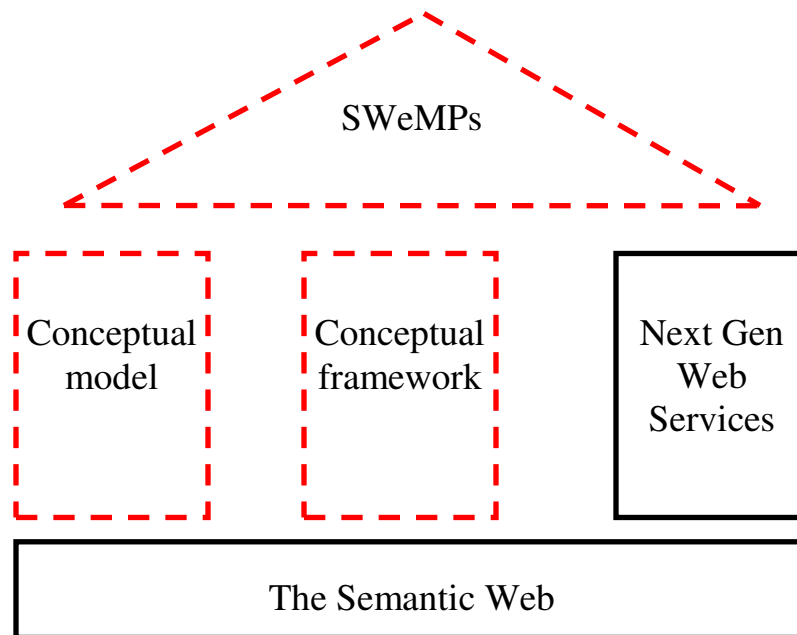 SWeMPs
Conceptual
model
Conceptual
framework
Next Gen
Web
Services
The Semantic Web